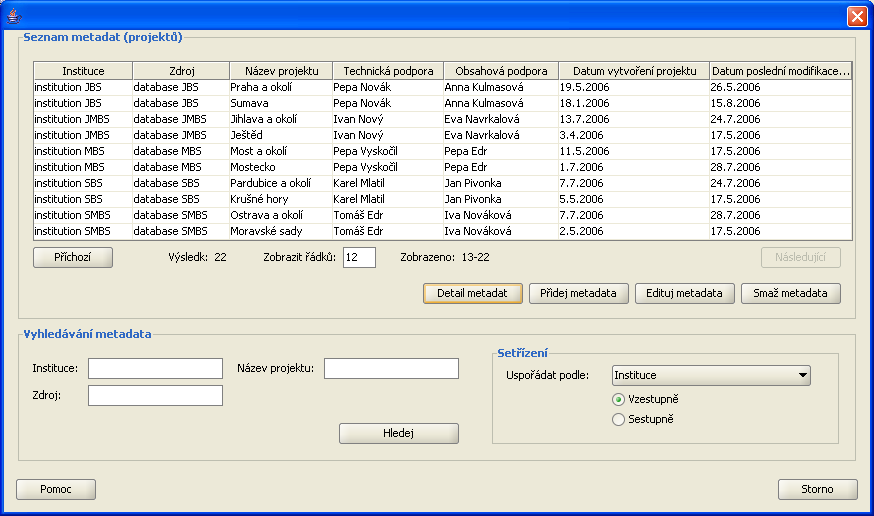 Seznam metadat (projektů)
Instituce Zdroj Název projektu Technická podpora Obsahová podpora Datum vytvoření projektu Datum poslední modifikace...
institution JBS database JBS Praha a okolí Pepa Novák Anna Kulmasová 19.5.2006 26.5.2006
institution JBS database JBS Sumava Pepa Novák Anna Kulmasová 18.1.2006 15.8.2006
institution JMBS database JMBS Jihlava a okolí Ivan Nový Eva Navrkalová 13.7.2006 24.7.2006
institution JMBS database JMBS Ještěd Ivan Nový Eva Navrkalová 3.4.2006 17.5.2006
institution MBS database MBS Most a okolí Pepa Vyskočil Pepa Edr 11.5.2006 17.5.2006
institution MBS database MBS Mostecko Pepa Vyskočil Pepa Edr 1.7.2006 28.7.2006
institution SBS database SBS Pardubice a okolí Karel Mlatil Jan Pivonka 7.7.2006 24.7.2006
institution SBS database SBS Krušné hory Karel Mlatil Jan Pivonka 5.5.2006 17.5.2006
institution SMBS database SMBS Ostrava a okolí Tomáš Edr Iva Nováková 7.7.2006 28.7.2006
institution SMBS database SMBS Moravské sady Tomáš Edr Iva Nováková 2.5.2006 17.5.2006
Příchozí Výsledk: 22 Zobrazit řádků: 12 Zobrazeno: 13-22 Následující
Detail metadat Přidej metadata Edituj metadata Smaž metadata
Vyhledávání metadata
Instituce: Název projektu:
Zdroj:
Hledej
Setřízení
Uspořádat podle: Instituce
Vzestupně
Sestupně
Pomoc Storno